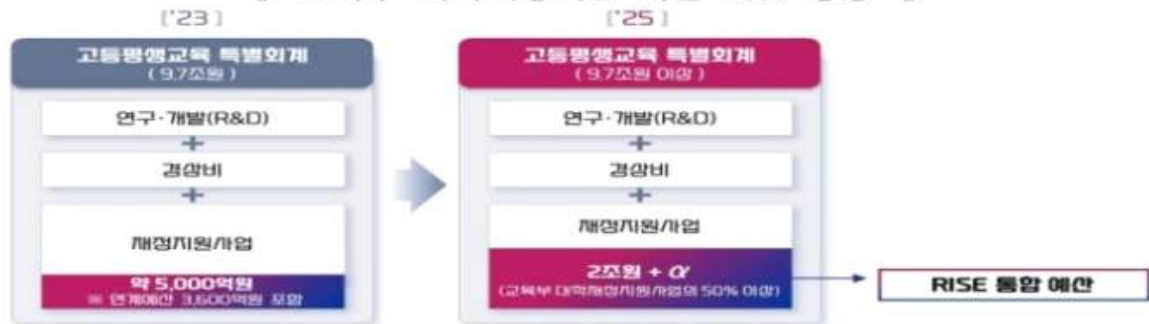 ['23]
['25]
고등평생교육 특별회계
( 9.7조원 )
연구·개발(R&D)
+
경상비
+
재정지원사업
약 5,000억원
※ 연계예산 3,600억원 포함
고등평생교육 특별회계
( 9.7조원 이상 )
연구·개발(R&D)
+
경상비
+
재정지원사업
2조원 + α
(교육부 대학재정지원사업의 50% 이상)
RISE 통합 예산